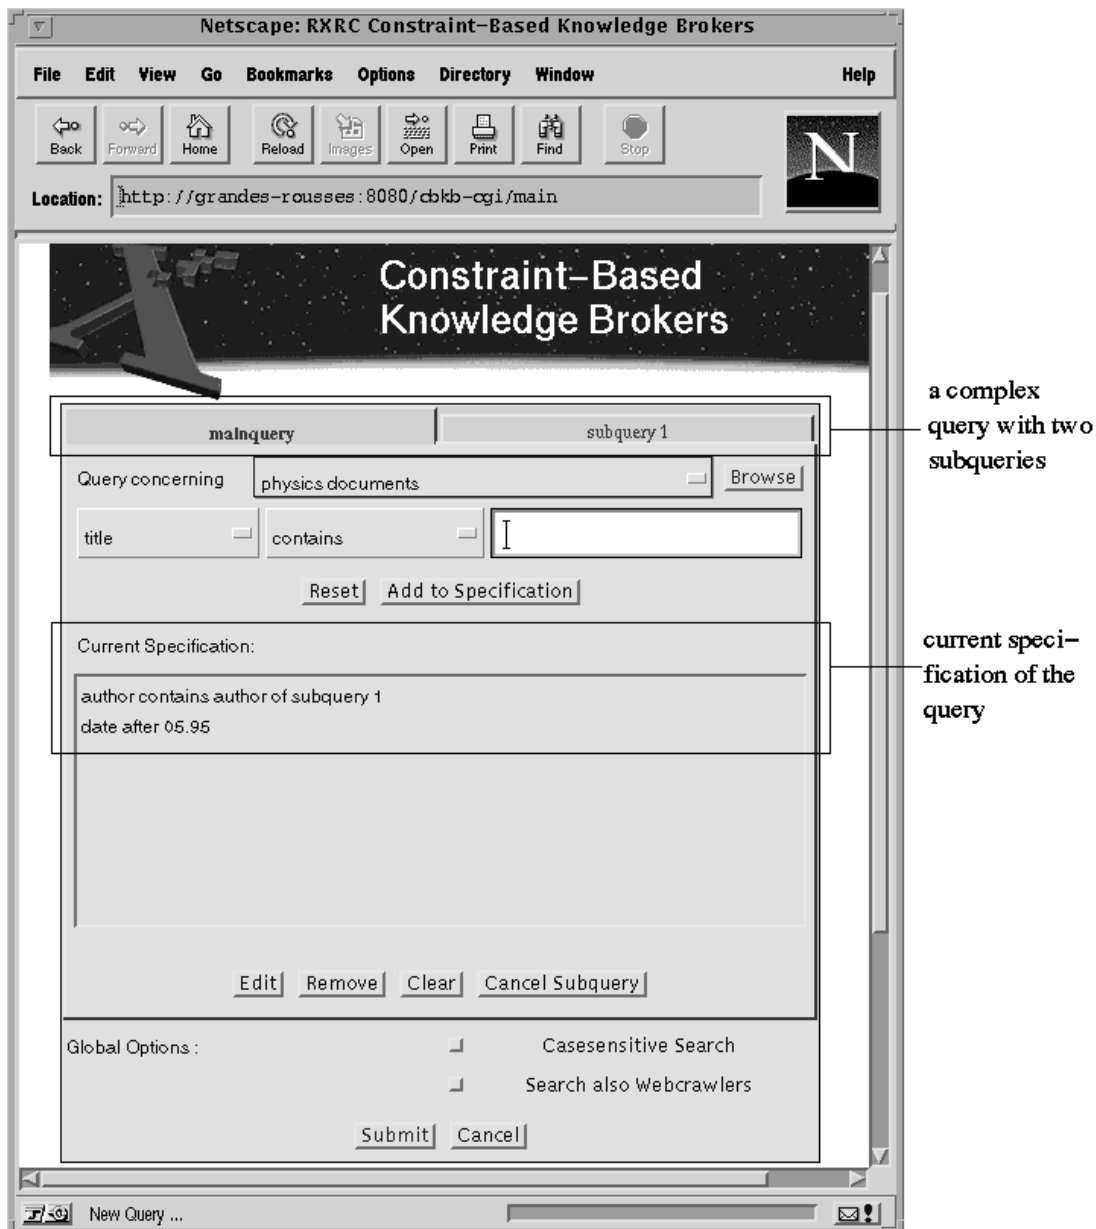 Netscape: RXRC Constraint-Based Knowledge Brokers
File Edit View Go Bookmarks Options Directory Window Help
Back Forward Home Reload Images Open Print Find Stop
N
Location: http://grandes-rousses:8080/cbkb-cgi/main
Constraint-Based
Knowledge Brokers
mainquery subquery 1
a complex
query with two
subqueries
Query concerning physics documents Browse
title contains
Reset Add to Specification
Current Specification:
author contains author of subquery 1
date after 05.95
current speci-
fication of the
query
Edit Remove Clear Cancel Subquery
Global Options : Casesensitive Search
Search also Webcrawlers
Submit Cancel
New Query ...